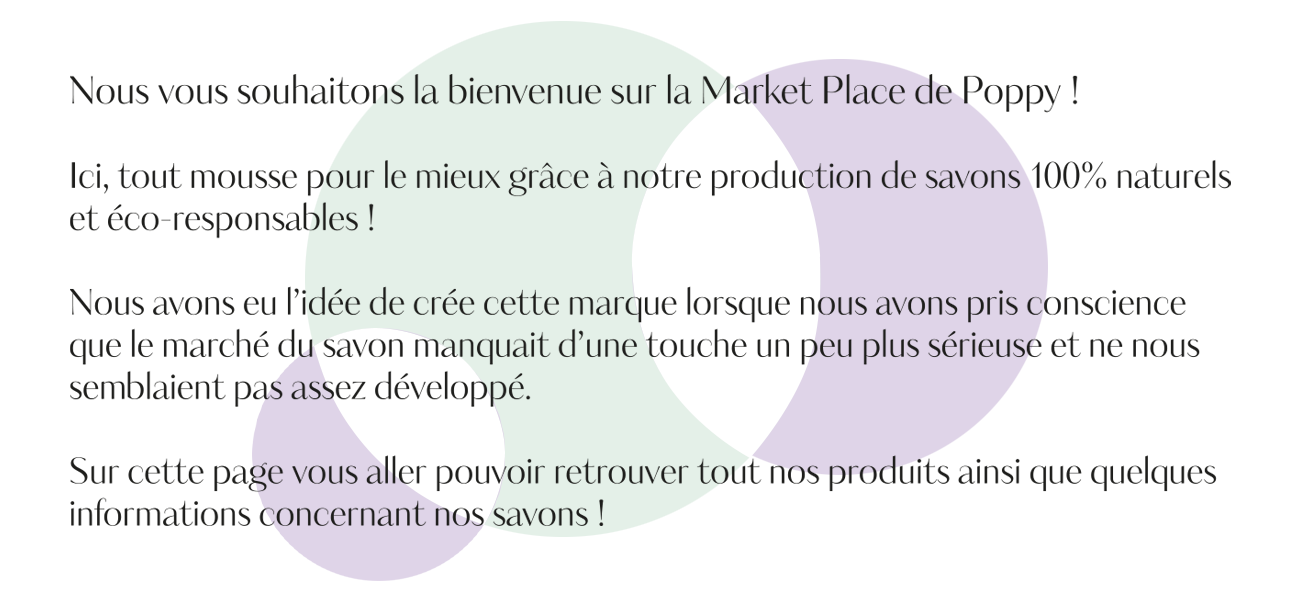 Nous vous souhaitons la bienvenue sur la Market Place de Poppy !
Ici, tout mousse pour le mieux grâce à notre production de savons 100% naturels
et éco-responsables !
Nous avons eu l’idée de crée cette marque lorsque nous avons pris conscience
que le marché du savon manquait d’une touche un peu plus sérieuse et ne nous
semblaient pas assez développé.
Sur cette page vous aller pouvoir retrouver tout nos produits ainsi que quelques
informations concernant nos savons !